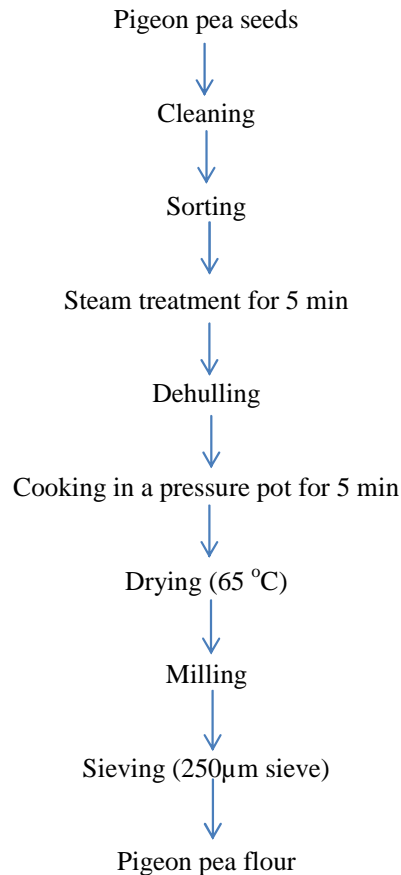 Pigeon pea seeds
Cleaning
Sorting
Steam treatment for 5 min
Dehulling
Cooking in a pressure pot for 5 min
Drying (65 °C)
Milling
Sieving (250µm sieve)
Pigeon pea flour